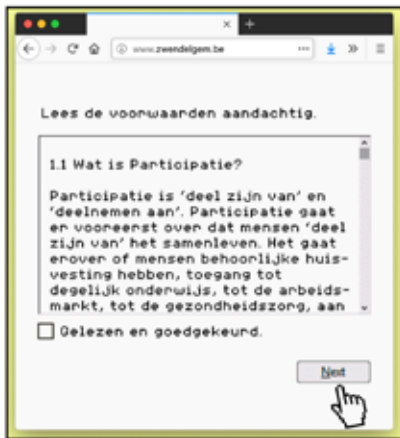 www.zwendelgem.be
Lees de voorwaarden aandachtig.
1.1 Wat is Participatie?
Participatie is 'deel zijn van' en
'deelnemen aan'. Participatie gaat
er vooreerst over dat mensen 'deel
zijn van' het samenleven. Het gaat
erover of mensen behoorlijke huis-
vesting hebben, toegang tot
degelijk onderwijs, tot de arbeids-
markt, tot de gezondheidszorg, aan
Gelezen en goedgekeurd.
Next